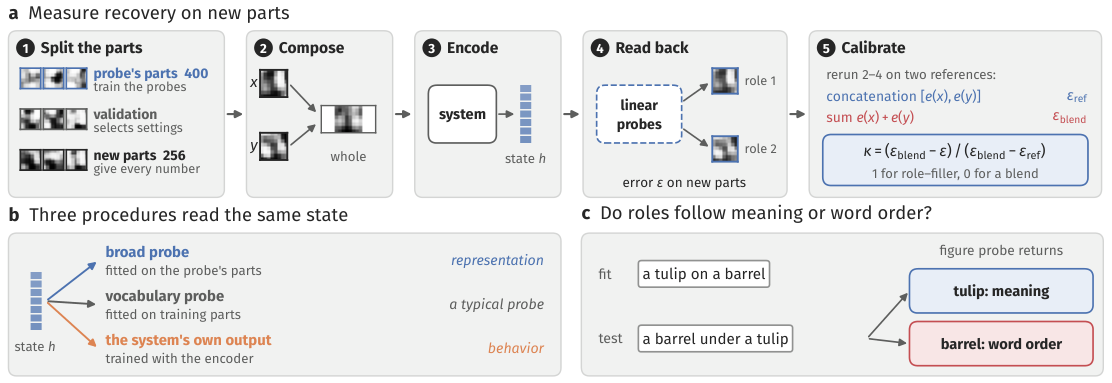 a Measure recovery on new parts
1 Split the parts
probe's parts 400
train the probes
validation
selects settings
new parts 256
give every number
2 Compose
x
y
whole
3 Encode
system
state h
4 Read back
linear
probes
role 1
role 2
error ε on new parts
5 Calibrate
rerun 2–4 on two references:
concatenation [e(x), e(y)] ε_ref
sum e(x) + e(y) ε_blend
κ = (ε_blend − ε) / (ε_blend − ε_ref)
1 for role–filler, 0 for a blend
b Three procedures read the same state
state h
broad probe
fitted on the probe's parts
representation
vocabulary probe
fitted on training parts
a typical probe
the system's own output
trained with the encoder
behavior
c Do roles follow meaning or word order?
figure probe returns
fit a tulip on a barrel
tulip: meaning
test a barrel under a tulip
barrel: word order